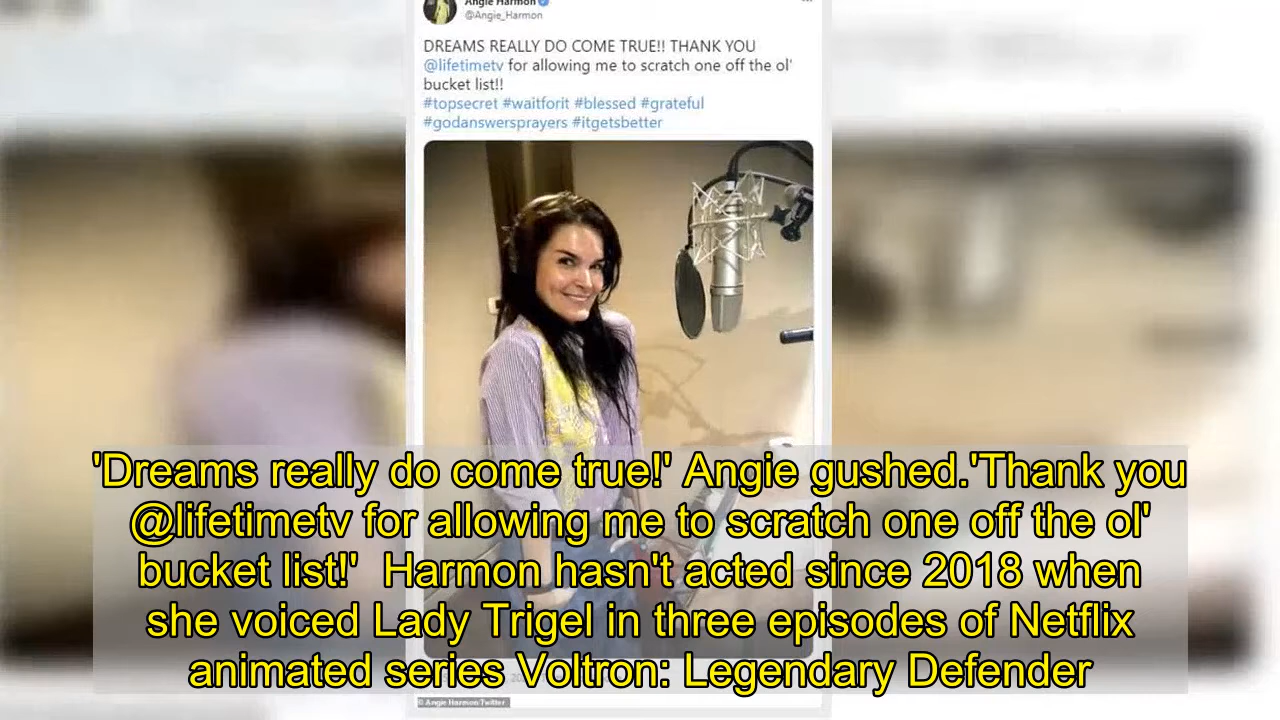 Angie Harmon
@Angie_Harmon
DREAMS REALLY DO COME TRUE!! THANK YOU
@lifetimetv for allowing me to scratch one off the ol'
bucket list!!
#topsecret #waitforit #blessed #grateful
#godanswersprayers #itgetsbetter
'Dreams really do come true!' Angie gushed.'Thank you
@lifetimetv for allowing me to scratch one off the ol'
bucket list!'  Harmon hasn't acted since 2018 when
she voiced Lady Trigel in three episodes of Netflix
animated series Voltron: Legendary Defender
© Angie Harmon/Twitter